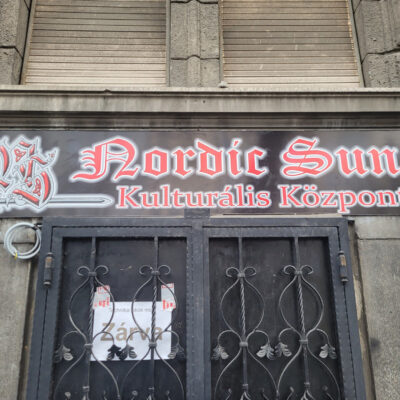 Nordic Sun
Kulturális Központ
Zárva